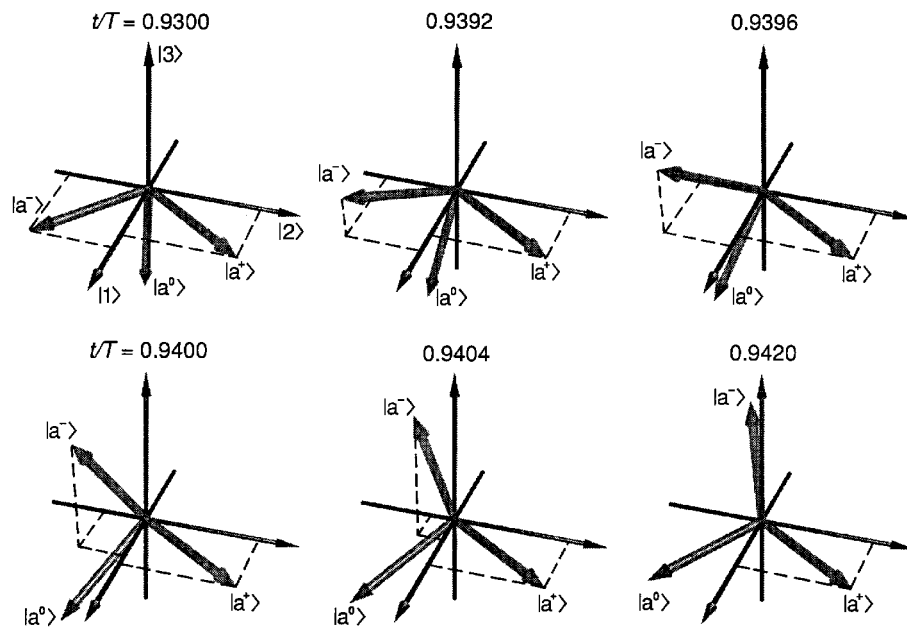 t/T = 0.9300 0.9392 0.9396
|3⟩
|a⁻⟩ |a⁻⟩ |a⁻⟩
|2⟩
|a⁺⟩ |a⁺⟩ |a⁺⟩
|1⟩ |a⁰⟩ |a⁰⟩ |a⁰⟩
t/T = 0.9400 0.9404 0.9420
|a⁻⟩ |a⁻⟩ |a⁻⟩
|a⁰⟩ |a⁺⟩ |a⁰⟩ |a⁺⟩ |a⁰⟩ |a⁺⟩